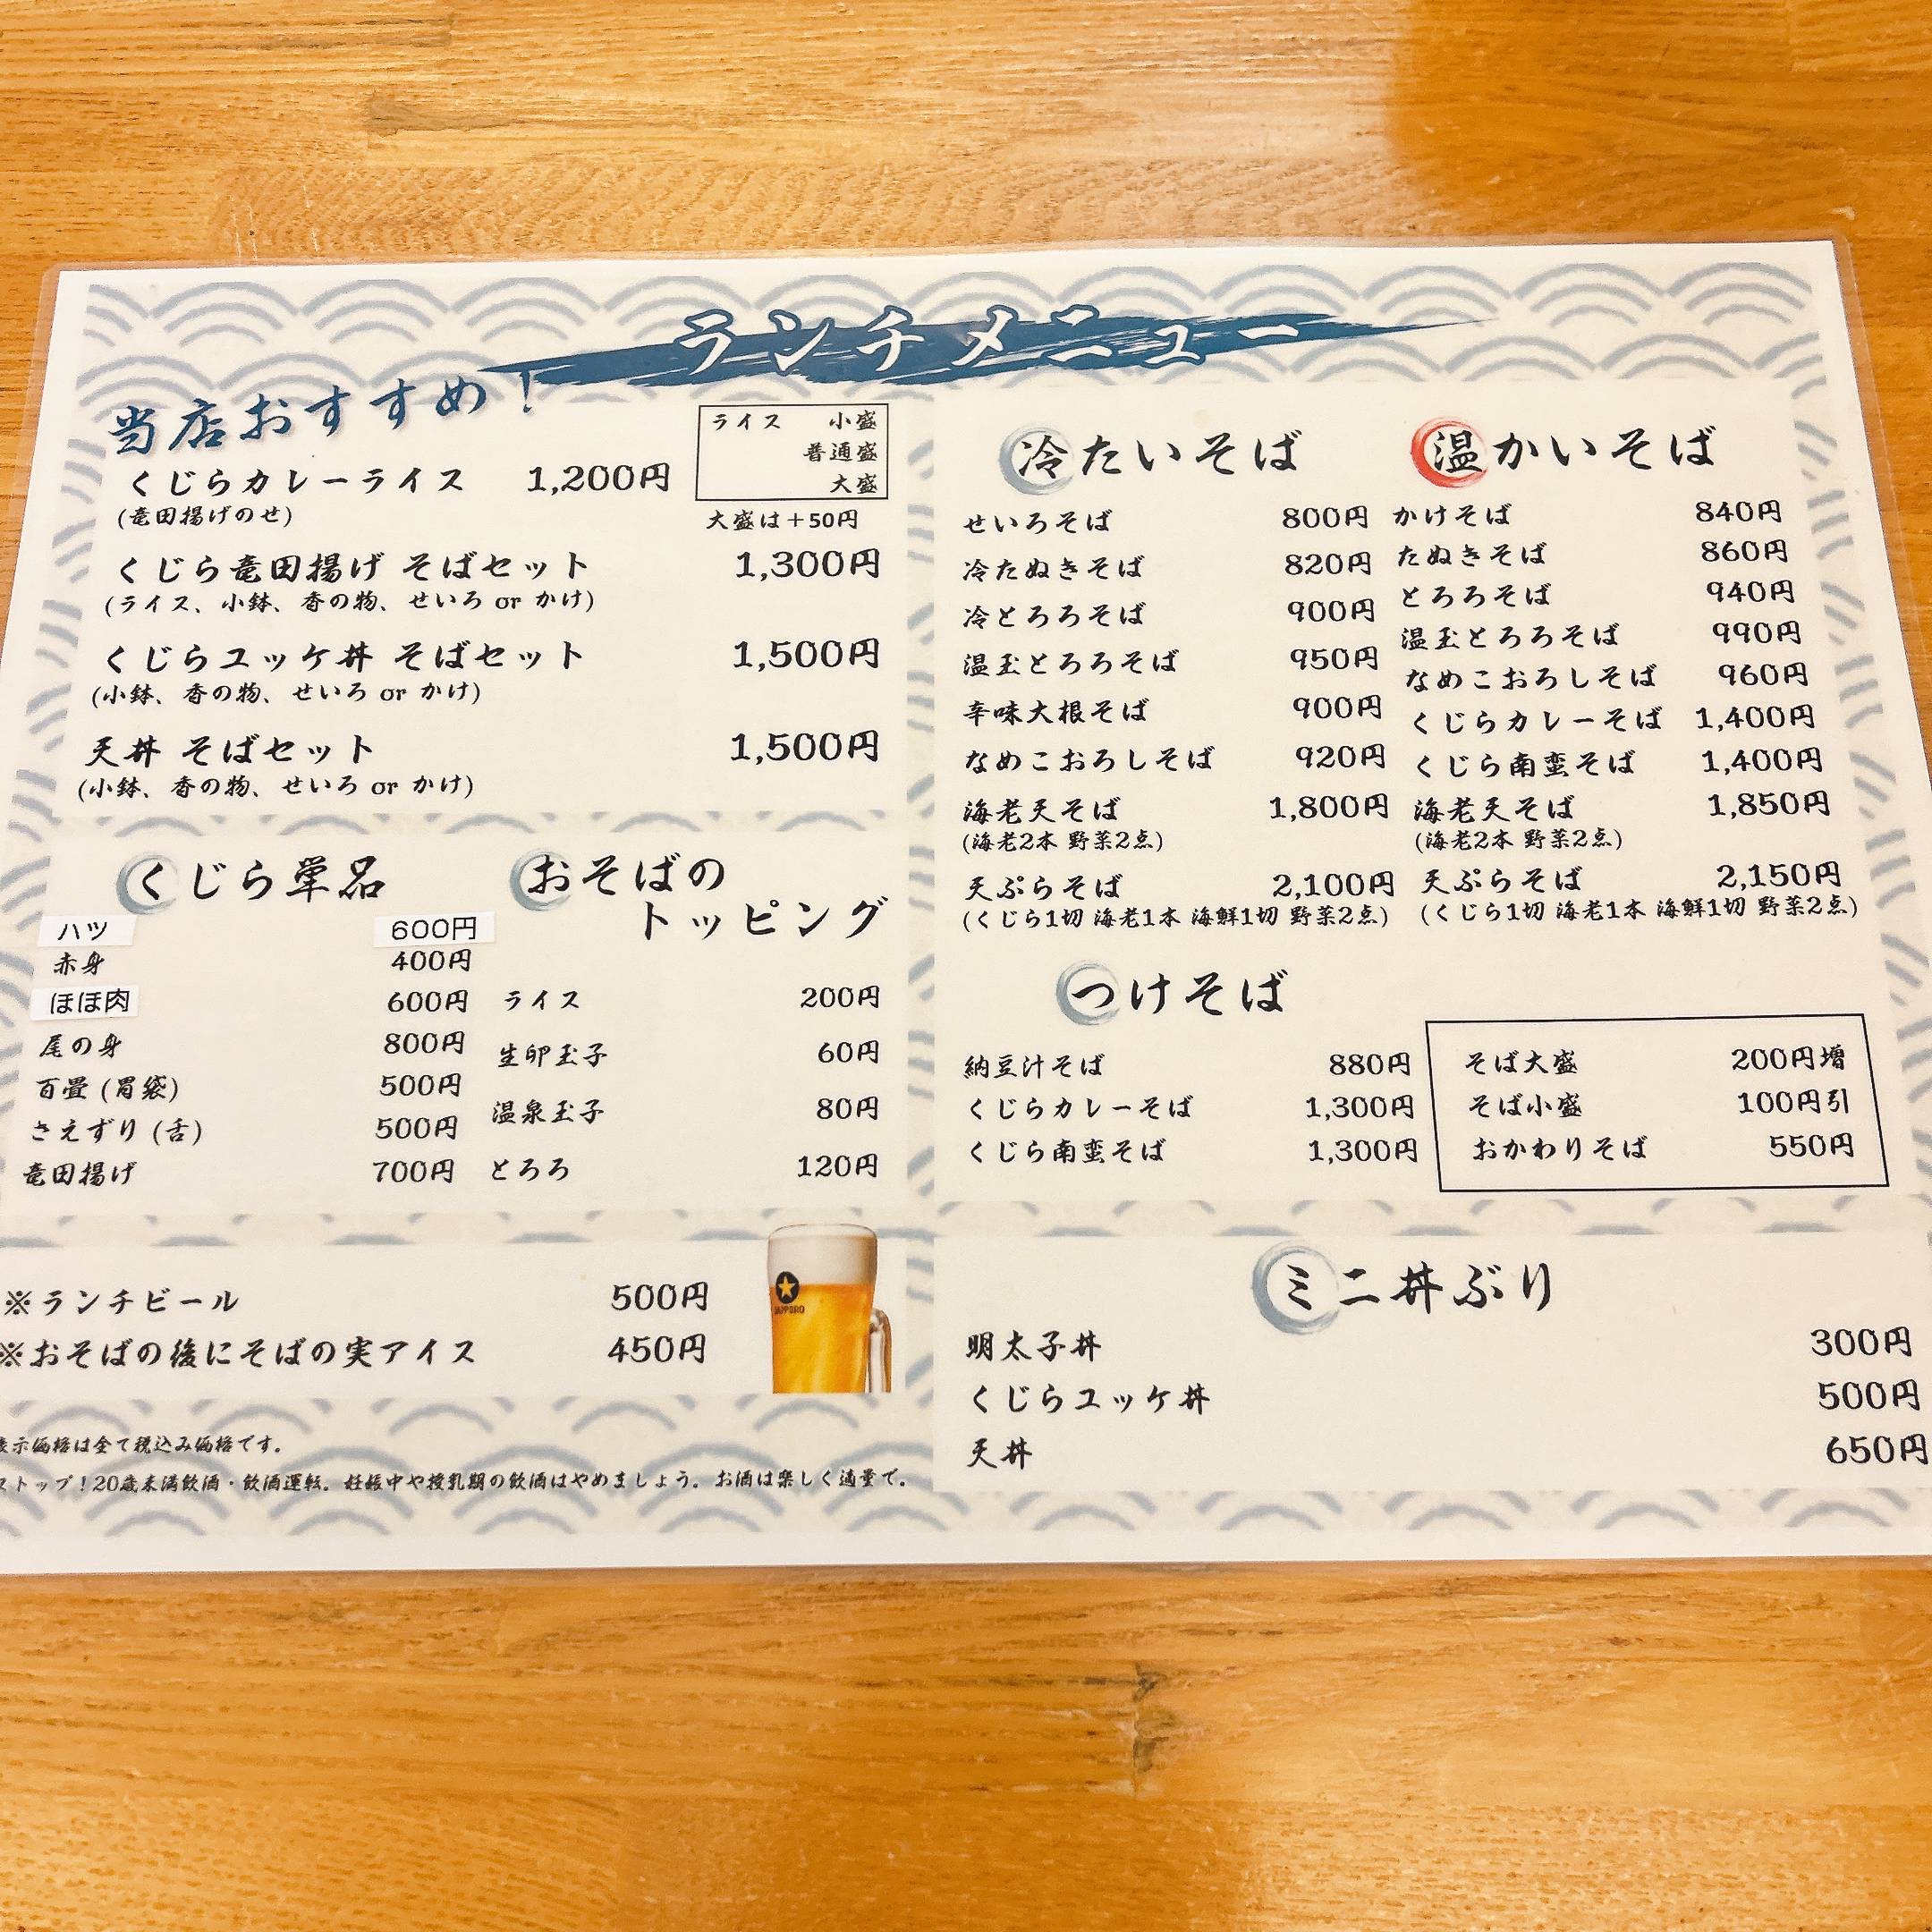 ランチメニュー
当店おすすめ!
くじらカレーライス 1,200円
(竜田揚げのせ)
ライス 小盛
普通盛
大盛
大盛は+50円
くじら竜田揚げ そばセット 1,300円
(ライス、小鉢、香の物、せいろ or かけ)
くじらユッケ丼 そばセット 1,500円
(小鉢、香の物、せいろ or かけ)
天丼 そばセット 1,500円
(小鉢、香の物、せいろ or かけ)
くじら単品
ハツ 600円
赤身 400円
ほほ肉 600円
尾の身 800円
百畳 (胃袋) 500円
さえずり (舌) 500円
竜田揚げ 700円
おそばの
トッピング
ライス 200円
生卵玉子 60円
温泉玉子 80円
とろろ 120円
※ランチビール 500円
※おそばの後にそばの実アイス 450円
SAPPORO
表示価格は全て税込み価格です。
ストップ!20歳未満飲酒・飲酒運転。妊娠中や授乳期の飲酒はやめましょう。お酒は楽しく適量で。
冷たいそば
せいろそば 800円
冷たぬきそば 820円
冷とろろそば 900円
温玉とろろそば 950円
辛味大根そば 900円
なめこおろしそば 920円
海老天そば 1,800円
(海老2本 野菜2点)
天ぷらそば 2,100円
(くじら1切 海老1本 海鮮1切 野菜2点)
温かいそば
かけそば 840円
たぬきそば 860円
とろろそば 940円
温玉とろろそば 990円
なめこおろしそば 960円
くじらカレーそば 1,400円
くじら南蛮そば 1,400円
海老天そば 1,850円
(海老2本 野菜2点)
天ぷらそば 2,150円
(くじら1切 海老1本 海鮮1切 野菜2点)
つけそば
納豆汁そば 880円
くじらカレーそば 1,300円
くじら南蛮そば 1,300円
そば大盛 200円増
そば小盛 100円引
おかわりそば 550円
ミニ丼ぶり
明太子丼 300円
くじらユッケ丼 500円
天丼 650円